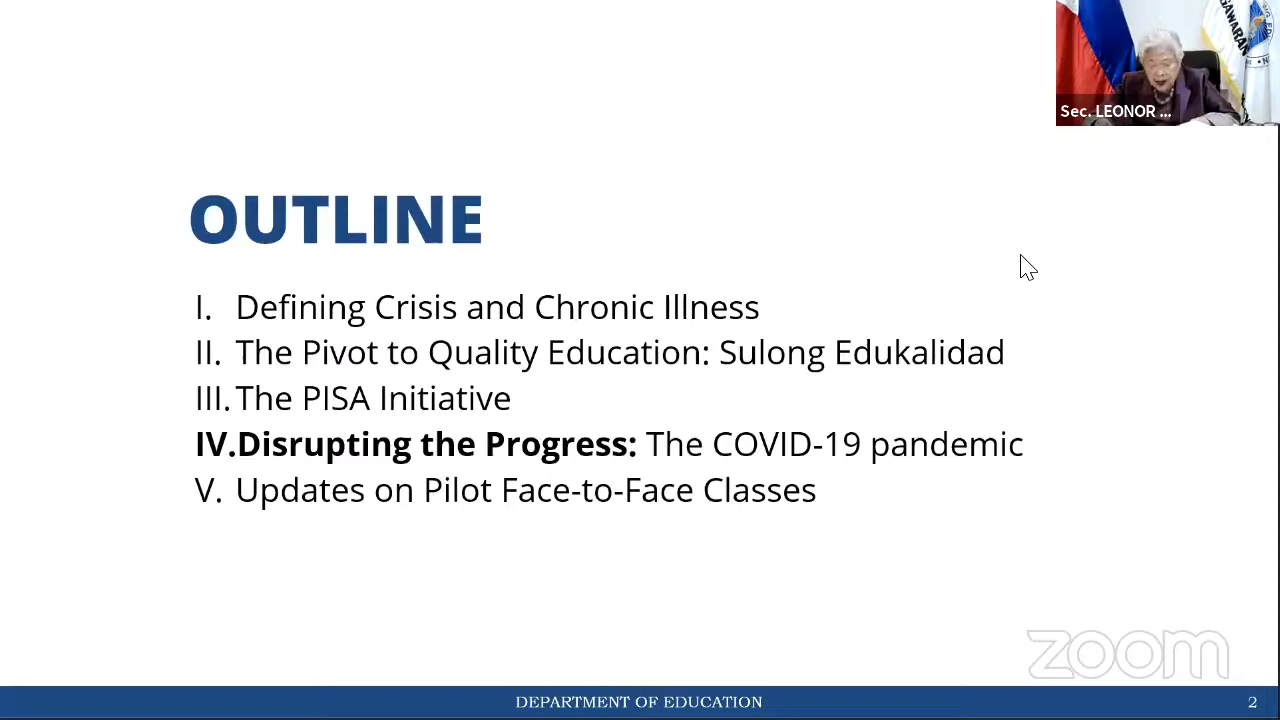 GAWARAN
Sec. LEONOR ...
OUTLINE
I. Defining Crisis and Chronic Illness
II. The Pivot to Quality Education: Sulong Edukalidad
III. The PISA Initiative
IV. Disrupting the Progress: The COVID-19 pandemic
V. Updates on Pilot Face-to-Face Classes
zoom
DEPARTMENT OF EDUCATION
2